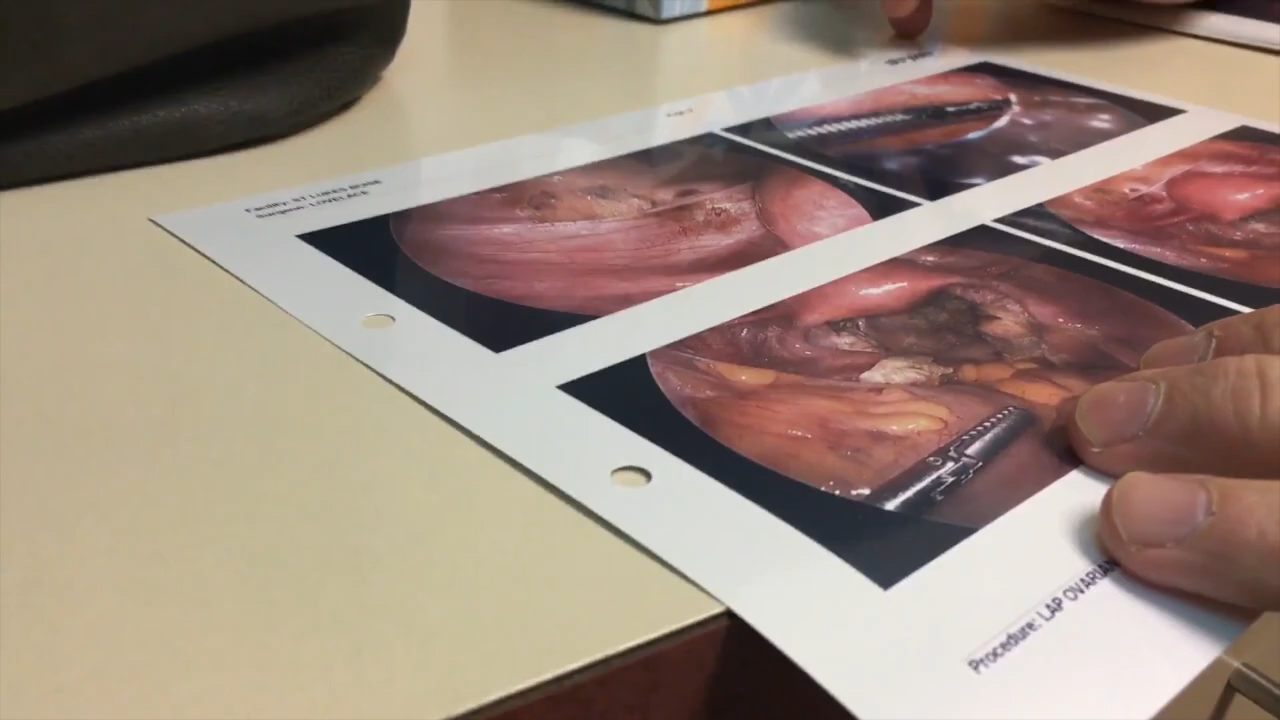 Facility: ST LUKES BOISE
Surgeon: LOVELACE
Procedure: LAP OVARIAN